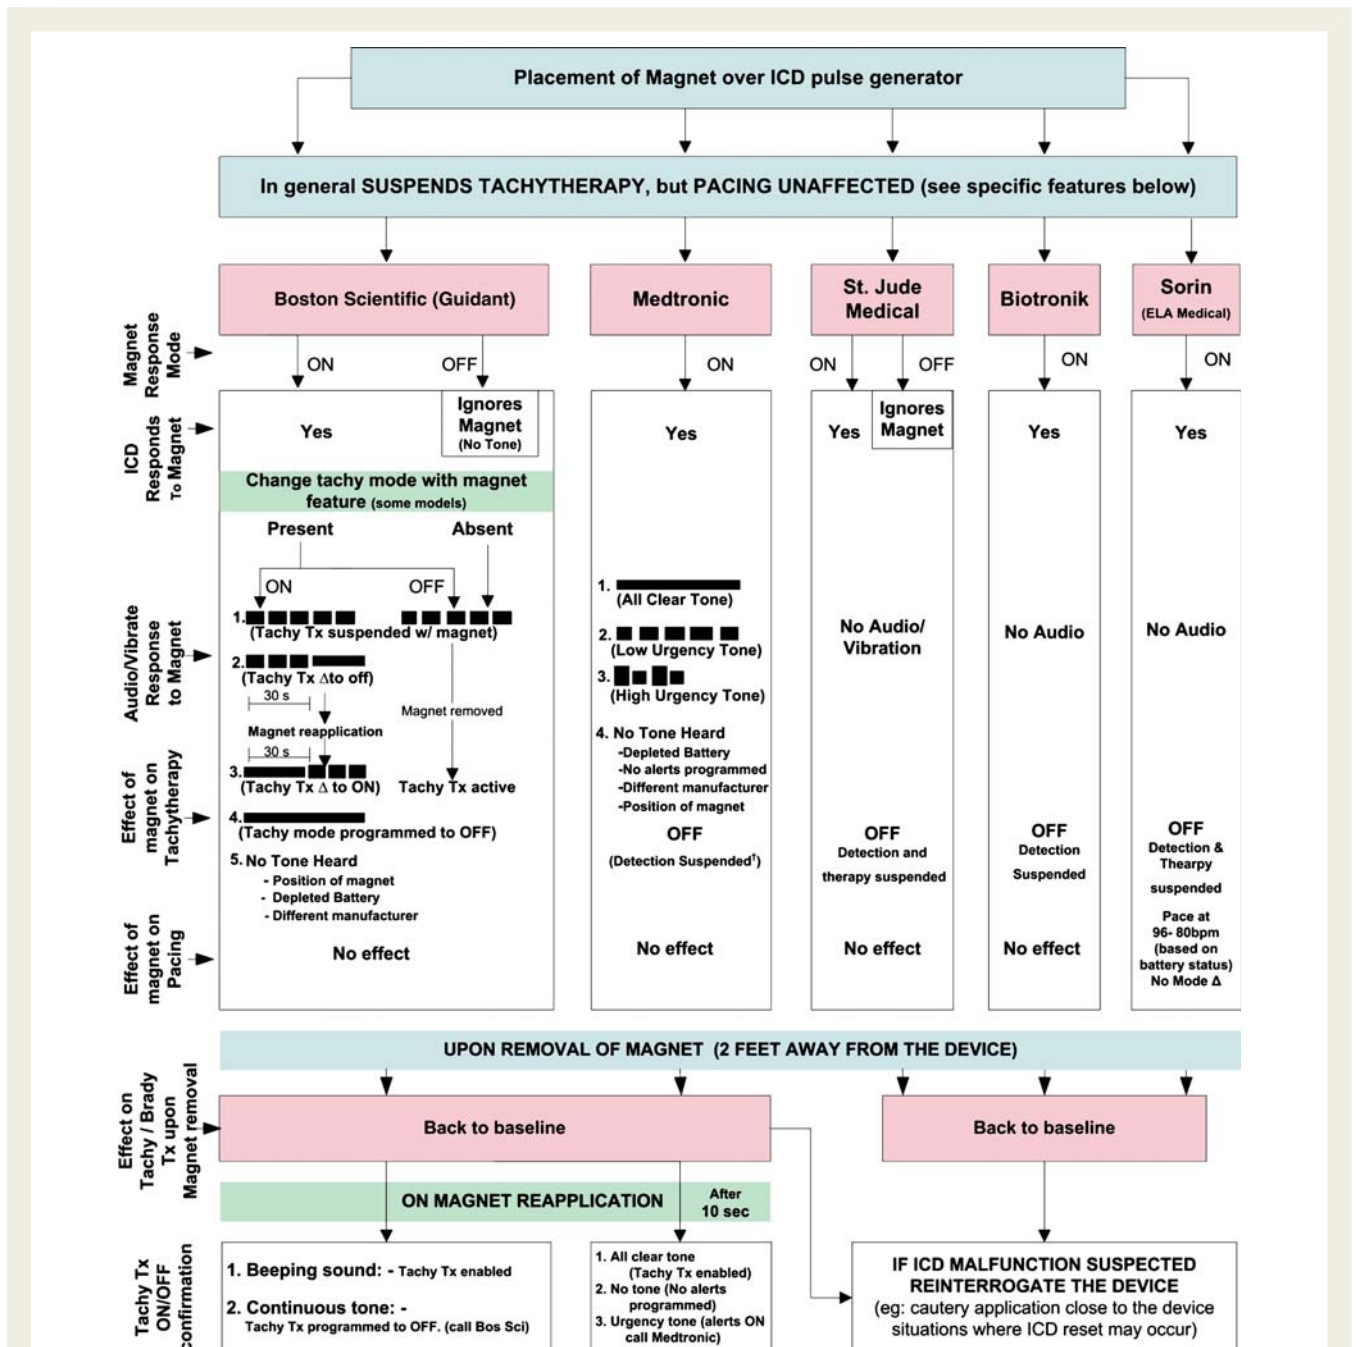 Placement of Magnet over ICD pulse generator
In general SUSPENDS TACHYTHERAPY, but PACING UNAFFECTED (see specific features below)
Boston Scientific (Guidant)
Medtronic
St. Jude
Medical
Biotronik
Sorin
(ELA Medical)
Magnet
Response
Mode
ON
OFF
ON
ON
OFF
ON
ON
ICD
Responds
To Magnet
Yes
Ignores
Magnet
(No Tone)
Yes
Yes
Ignores
Magnet
Yes
Yes
Change tachy mode with magnet
feature (some models)
Present
Absent
ON
OFF
Audio/Vibrate
Response
to Magnet
1.
(Tachy Tx suspended w/ magnet)
2.
(Tachy Tx Δto off)
30 s
Magnet reapplication
30 s
3.
(Tachy Tx Δ to ON)
Magnet removed
Tachy Tx active
4.
(Tachy mode programmed to OFF)
5. No Tone Heard
- Position of magnet
- Depleted Battery
- Different manufacturer
1.
(All Clear Tone)
2.
(Low Urgency Tone)
3.
(High Urgency Tone)
4. No Tone Heard
-Depleted Battery
-No alerts programmed
-Different manufacturer
-Position of magnet
No Audio/
Vibration
No Audio
No Audio
Effect of
magnet on
Tachytherapy
OFF
(Detection Suspended†)
OFF
Detection and
therapy suspended
OFF
Detection
Suspended
OFF
Detection &
Thearpy
suspended
Effect of
magnet on
Pacing
No effect
No effect
No effect
No effect
Pace at
96- 80bpm
(based on
battery status)
No Mode Δ
UPON REMOVAL OF MAGNET (2 FEET AWAY FROM THE DEVICE)
Effect on
Tachy / Brady
Tx upon
Magnet removal
Back to baseline
Back to baseline
ON MAGNET REAPPLICATION
After
10 sec
Tachy Tx
ON/OFF
confirmation
1. Beeping sound: - Tachy Tx enabled
2. Continuous tone: -
Tachy Tx programmed to OFF. (call Bos Sci)
1. All clear tone
(Tachy Tx enabled)
2. No tone (No alerts
programmed)
3. Urgency tone (alerts ON
call Medtronic)
IF ICD MALFUNCTION SUSPECTED
REINTERROGATE THE DEVICE
(eg: cautery application close to the device
situations where ICD reset may occur)